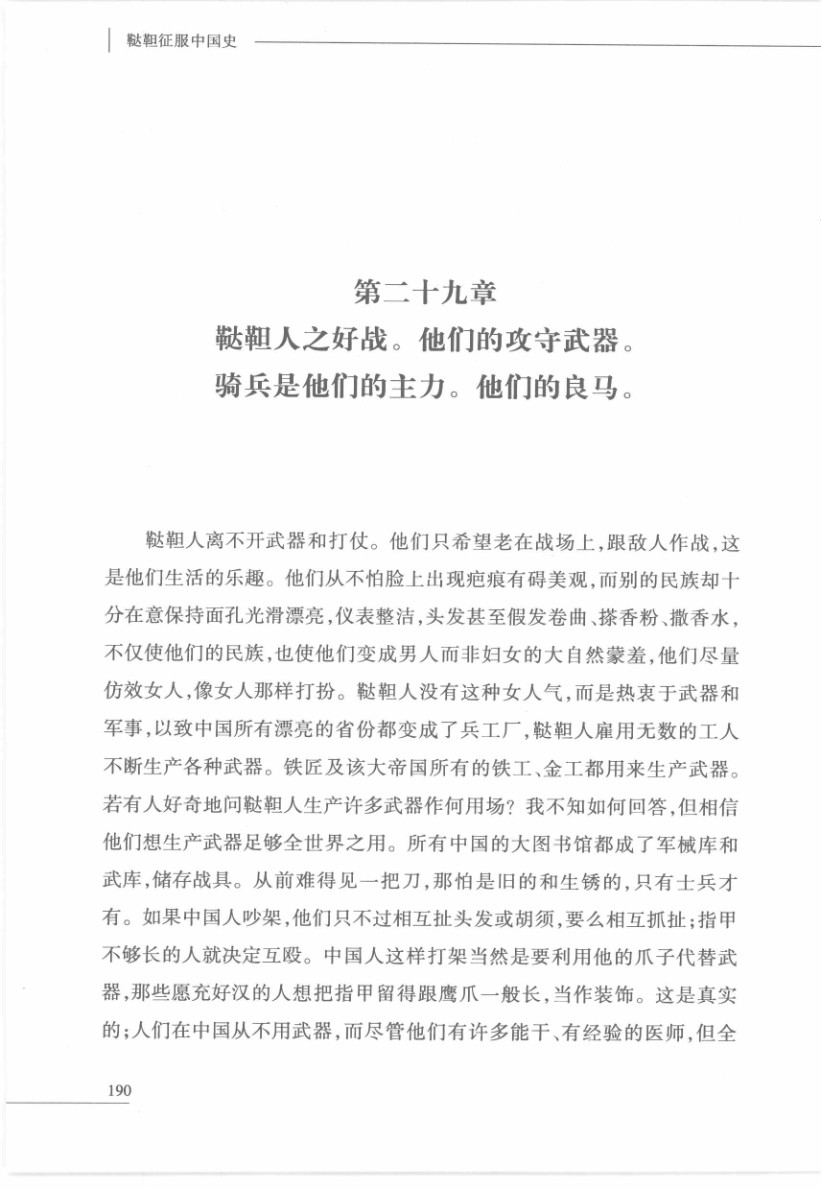 鞑靼征服中国史
第二十九章
鞑靼人之好战。他们的攻守武器。
骑兵是他们的主力。他们的良马。
鞑靼人离不开武器和打仗。他们只希望老在战场上,跟敌人作战,这
是他们生活的乐趣。他们从不怕脸上出现疤痕有碍美观,而别的民族却十
分在意保持面孔光滑漂亮,仪表整洁,头发甚至假发卷曲、搽香粉、撒香水,
不仅使他们的民族,也使他们变成男人而非妇女的大自然蒙羞,他们尽量
仿效女人,像女人那样打扮。鞑靼人没有这种女人气,而是热衷于武器和
军事,以致中国所有漂亮的省份都变成了兵工厂,鞑靼人雇用无数的工人
不断生产各种武器。铁匠及该大帝国所有的铁工、金工都用来生产武器。
若有人好奇地问鞑靼人生产许多武器作何用场?我不知如何回答,但相信
他们想生产武器足够全世界之用。所有中国的大图书馆都成了军械库和
武库,储存战具。从前难得见一把刀,那怕是旧的和生锈的,只有士兵才
有。如果中国人吵架,他们只不过相互扯头发或胡须,要么相互抓扯;指甲
不够长的人就决定互殴。中国人这样打架当然是要利用他的爪子代替武
器,那些愿充好汉的人想把指甲留得跟鹰爪一般长,当作装饰。这是真实
的;人们在中国从不用武器,而尽管他们有许多能干、有经验的医师,但全
190